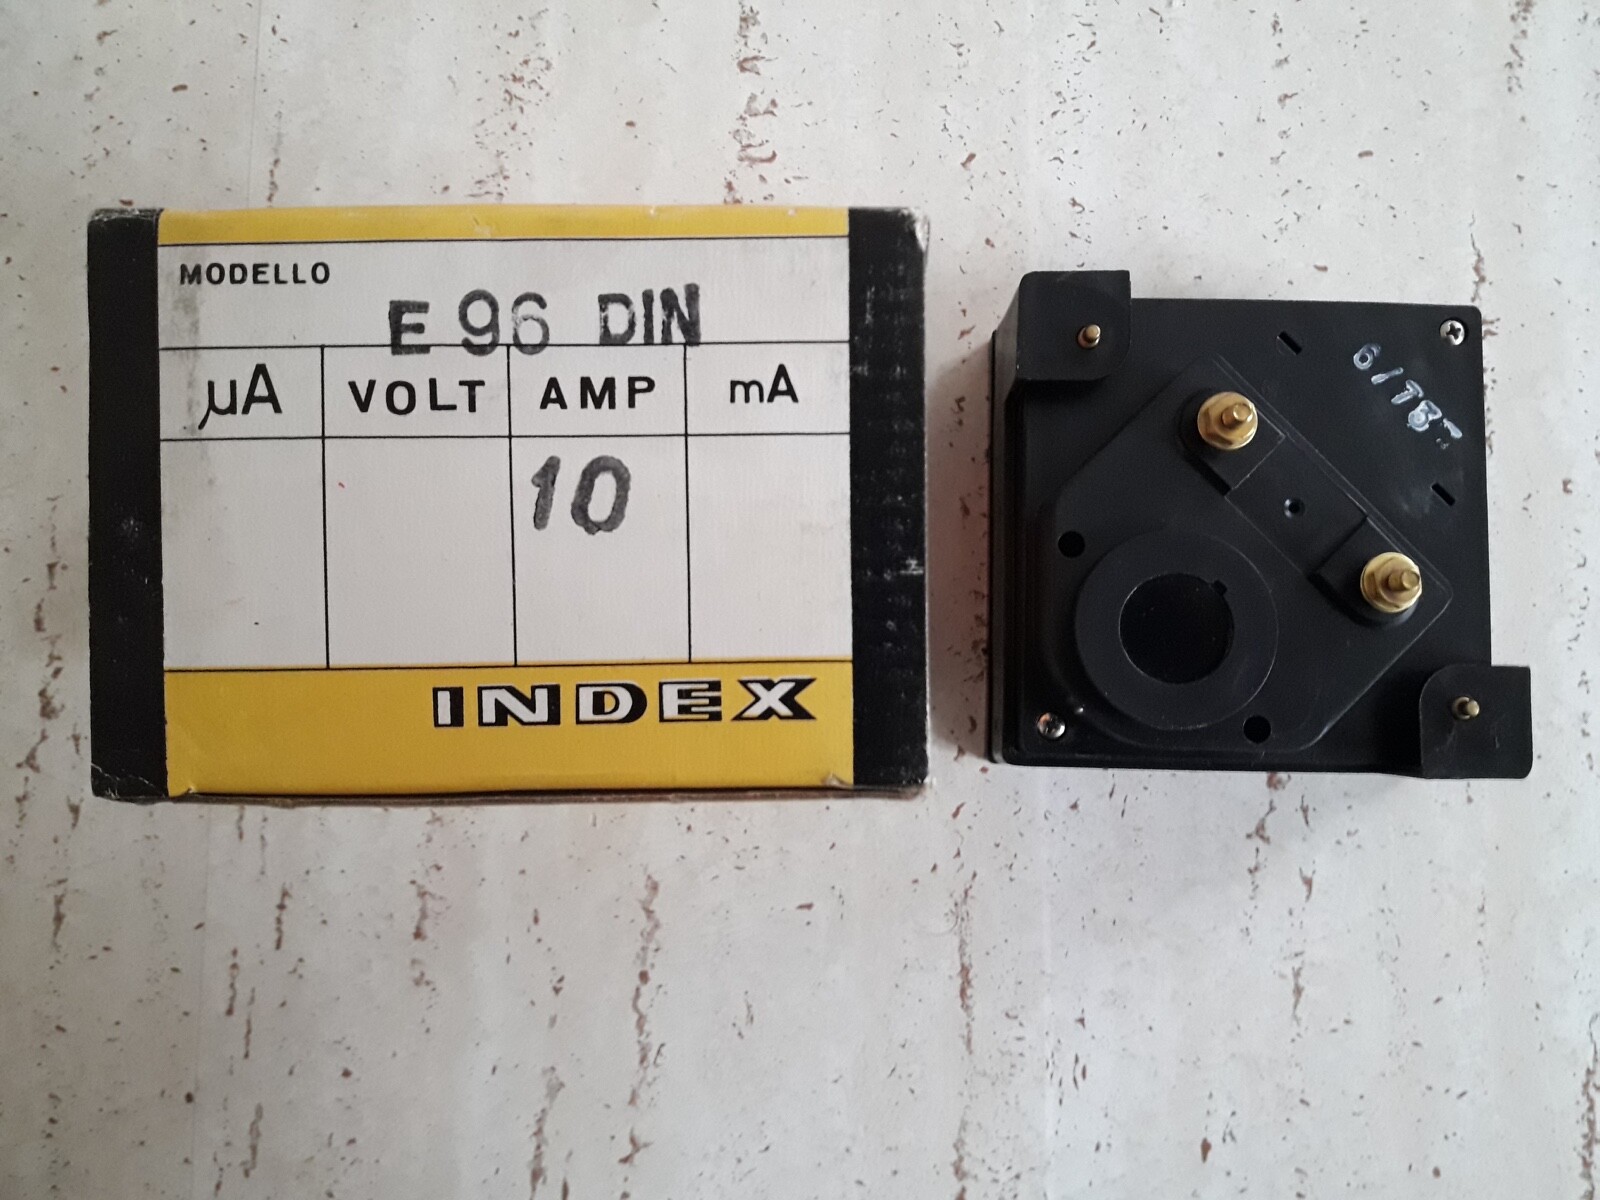 MODELLO
E 96 DIN
µA VOLT AMP mA
10
INDEX